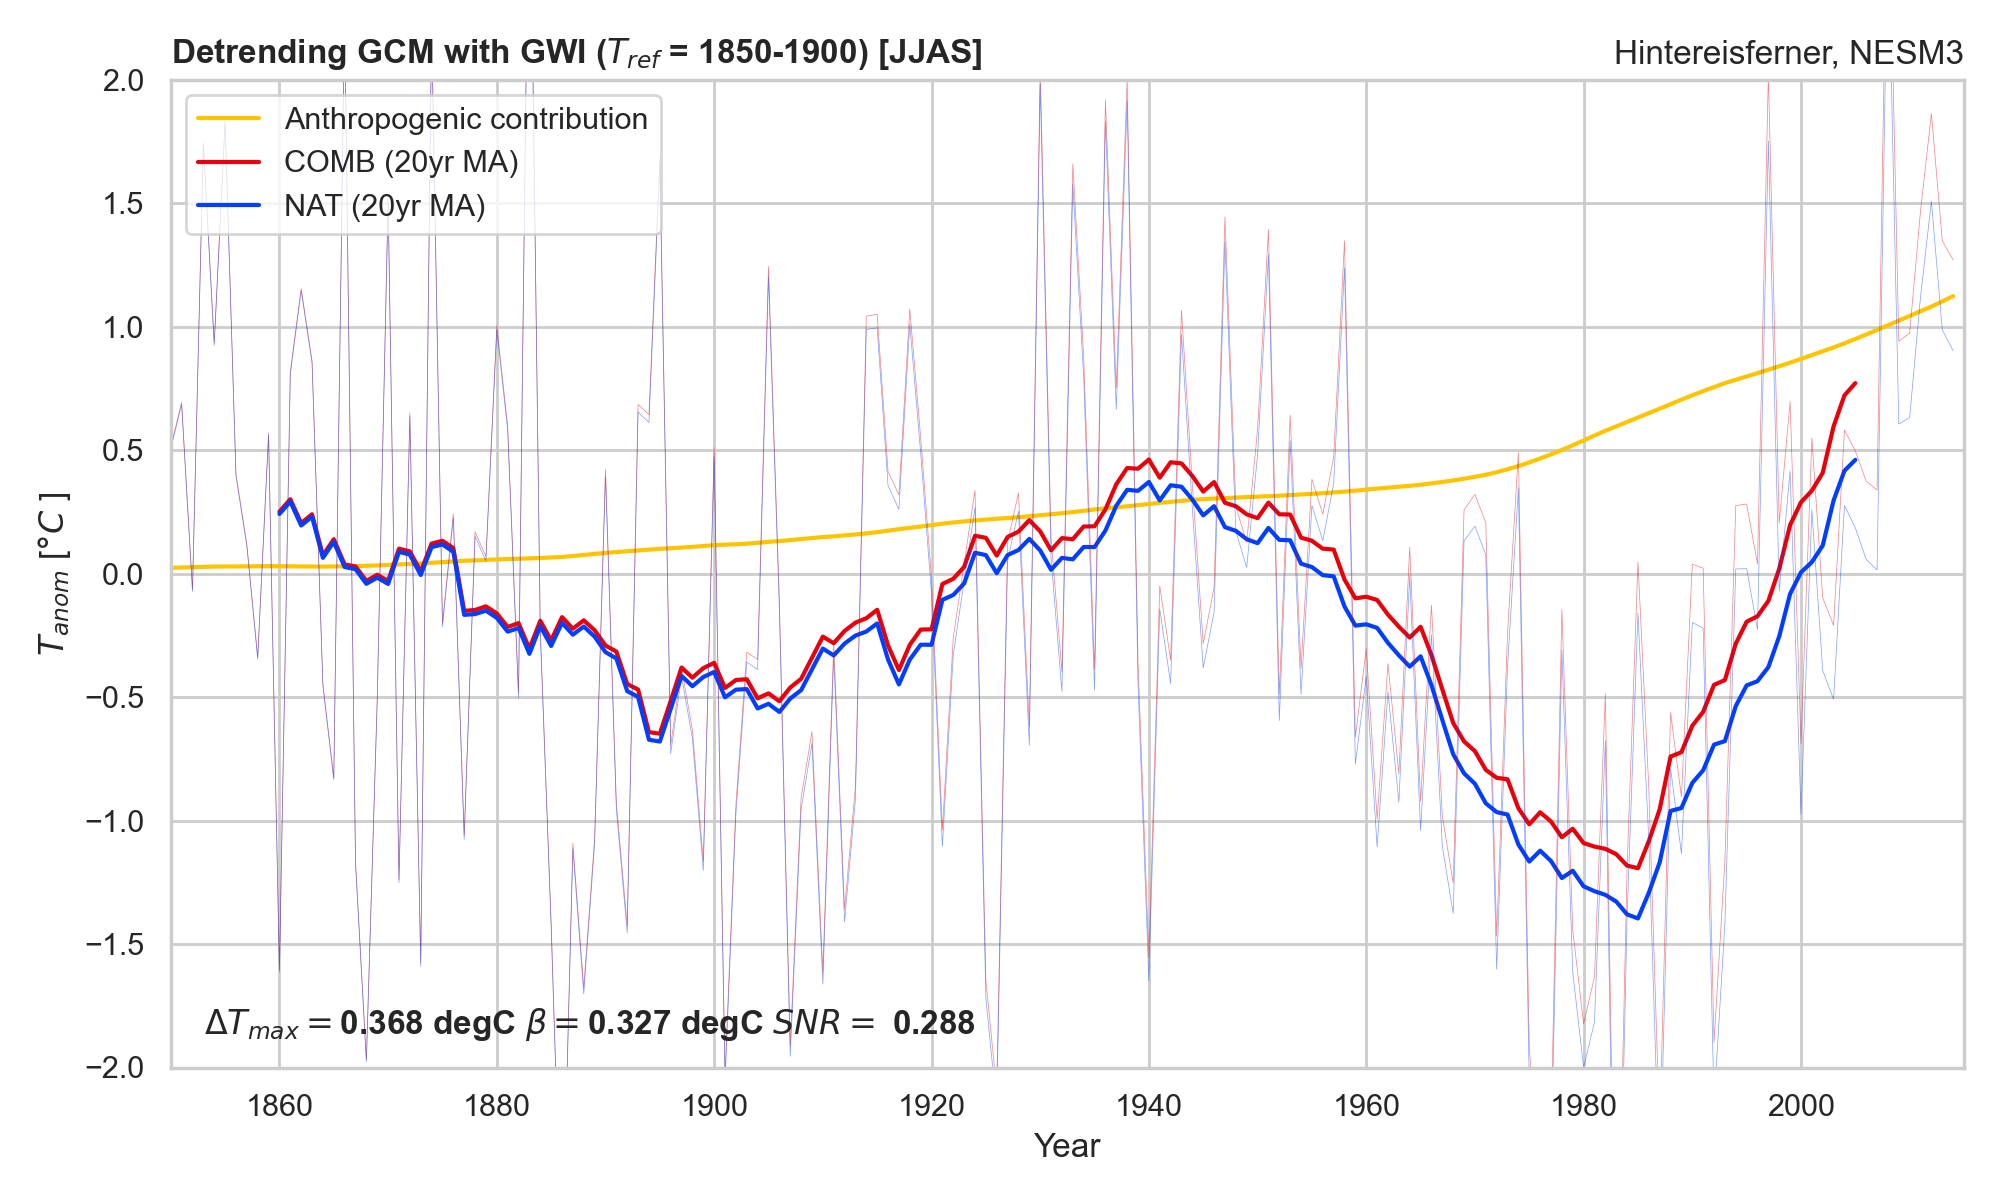 Detrending GCM with GWI (T_ref = 1850-1900) [JJAS]
Hintereisferner, NESM3
Anthropogenic contribution
COMB (20yr MA)
NAT (20yr MA)
2.0
1.5
1.0
0.5
0.0
−0.5
−1.0
−1.5
−2.0
T_anom [°C ]
ΔT_max = 0.368 degC β = 0.327 degC SNR = 0.288
1860 1880 1900 1920 1940 1960 1980 2000
Year